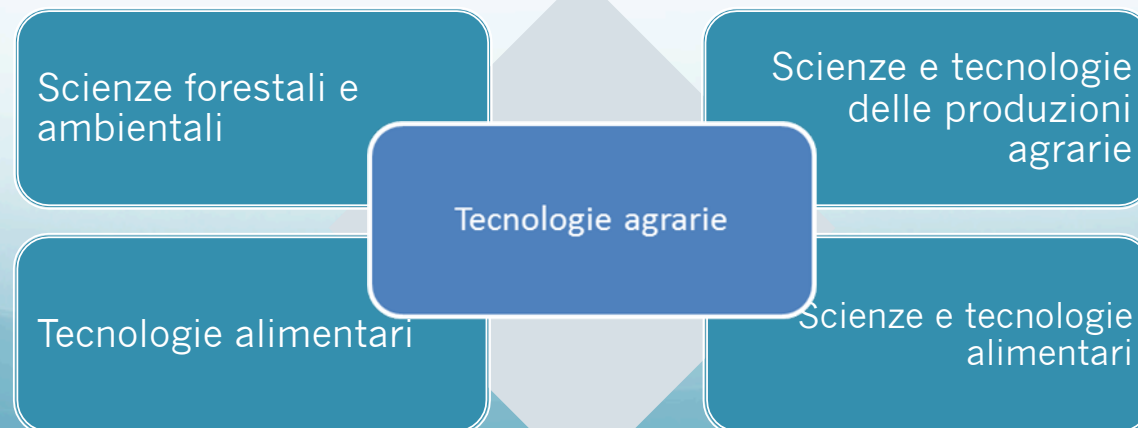 Scienze forestali e
ambientali
Scienze e tecnologie
delle produzioni
agrarie
Tecnologie agrarie
Tecnologie alimentari
Scienze e tecnologie
alimentari